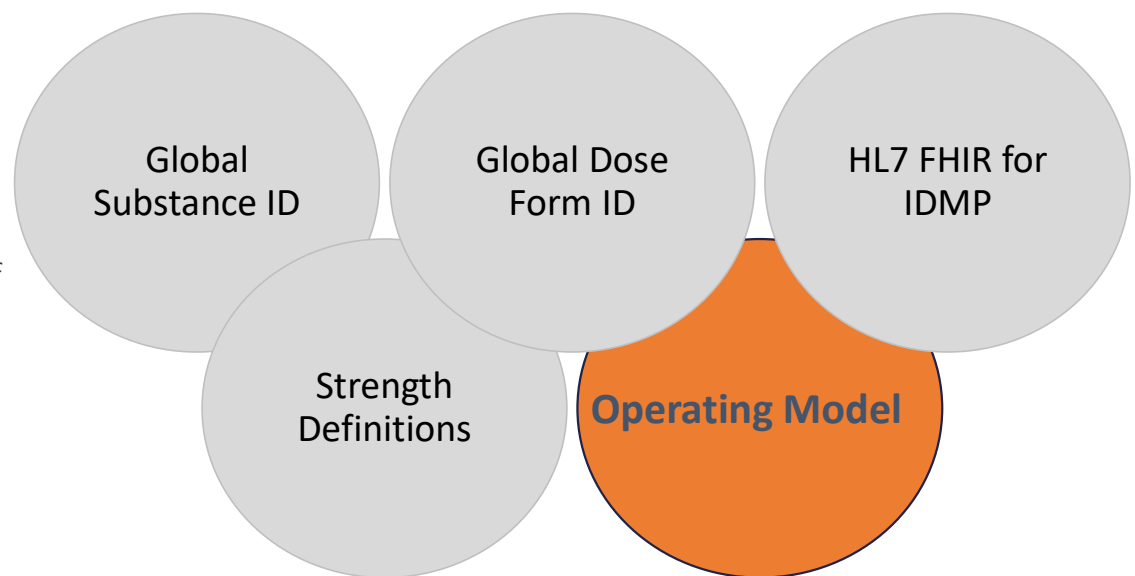 Global
Substance ID
Global Dose
Form ID
HL7 FHIR for
IDMP
Strength
Definitions
Operating Model